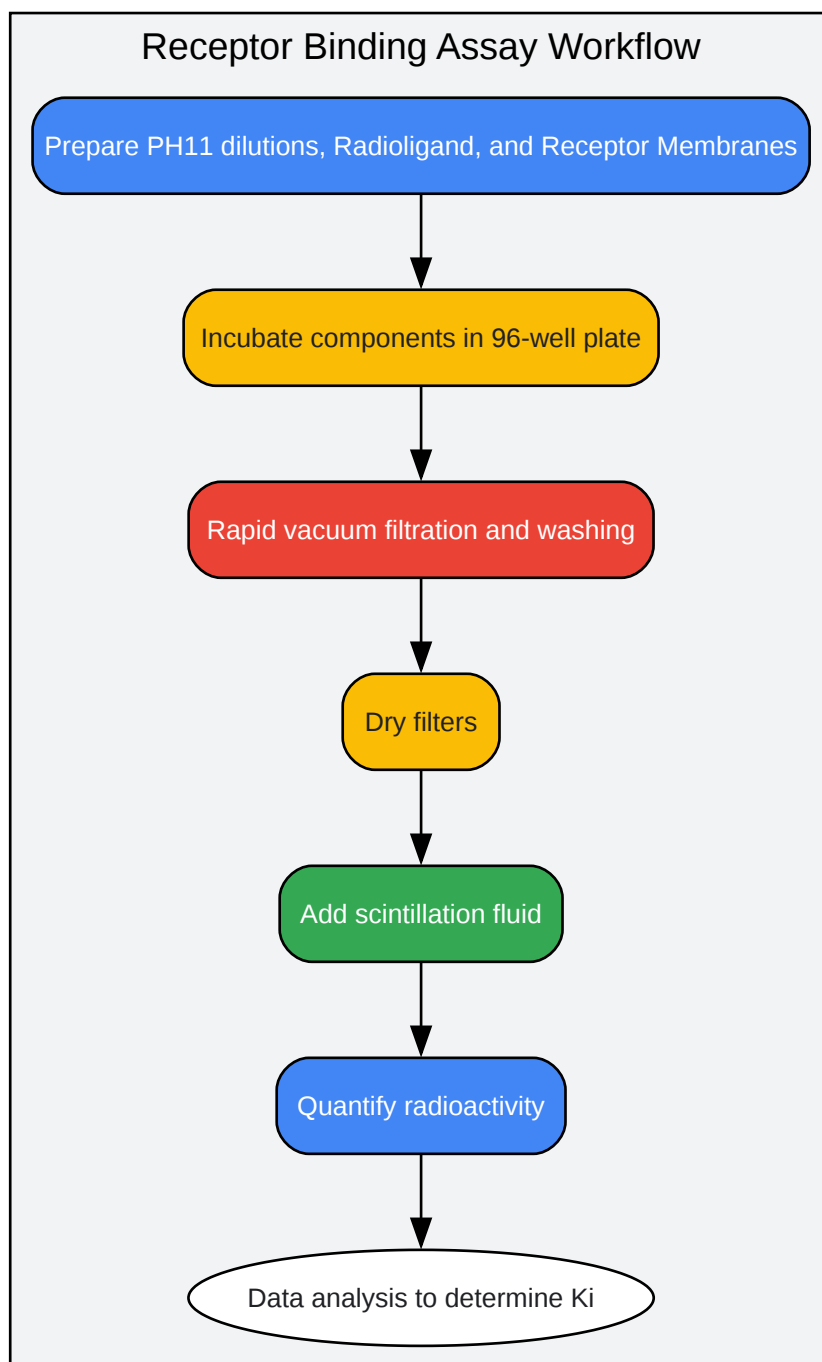 Receptor Binding Assay Workflow
Prepare PH11 dilutions, Radioligand, and Receptor Membranes
Incubate components in 96-well plate
Rapid vacuum filtration and washing
Dry filters
Add scintillation fluid
Quantify radioactivity
Data analysis to determine Ki